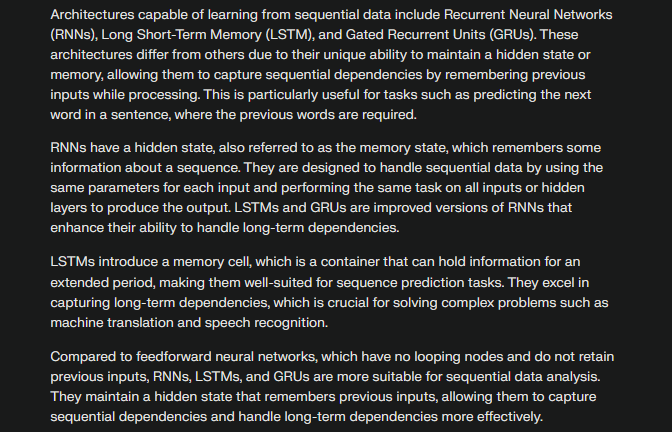 Architectures capable of learning from sequential data include Recurrent Neural Networks
(RNNs), Long Short-Term Memory (LSTM), and Gated Recurrent Units (GRUs). These
architectures differ from others due to their unique ability to maintain a hidden state or
memory, allowing them to capture sequential dependencies by remembering previous
inputs while processing. This is particularly useful for tasks such as predicting the next
word in a sentence, where the previous words are required.
RNNs have a hidden state, also referred to as the memory state, which remembers some
information about a sequence. They are designed to handle sequential data by using the
same parameters for each input and performing the same task on all inputs or hidden
layers to produce the output. LSTMs and GRUs are improved versions of RNNs that
enhance their ability to handle long-term dependencies.
LSTMs introduce a memory cell, which is a container that can hold information for an
extended period, making them well-suited for sequence prediction tasks. They excel in
capturing long-term dependencies, which is crucial for solving complex problems such as
machine translation and speech recognition.
Compared to feedforward neural networks, which have no looping nodes and do not retain
previous inputs, RNNs, LSTMs, and GRUs are more suitable for sequential data analysis.
They maintain a hidden state that remembers previous inputs, allowing them to capture
sequential dependencies and handle long-term dependencies more effectively.